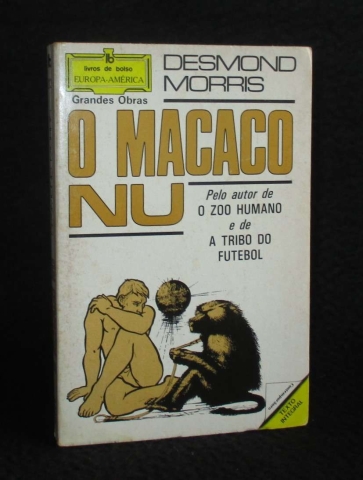 lb
livros de bolso
EUROPA-AMÉRICA
Grandes Obras
DESMOND
MORRIS
O MACACO
NU
Pelo autor de
O ZOO HUMANO
e de
A TRIBO DO
FUTEBOL
TEXTO
INTEGRAL